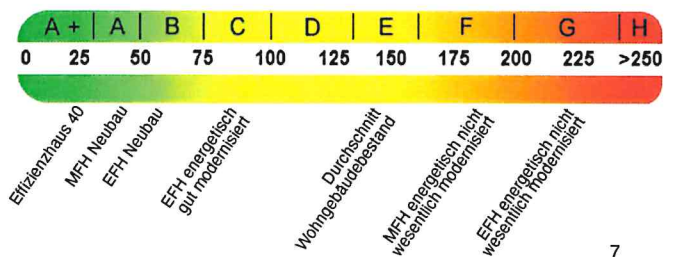 A+ | A | B | C | D | E | F | G | H
0 25 50 75 100 125 150 175 200 225 >250
Effizienzhaus 40
MFH Neubau
EFH Neubau
EFH energetisch
gut modernisiert
Durchschnitt
Wohngebäudebestand
MFH energetisch nicht
wesentlich modernisiert
EFH energetisch nicht
wesentlich modernisiert
7